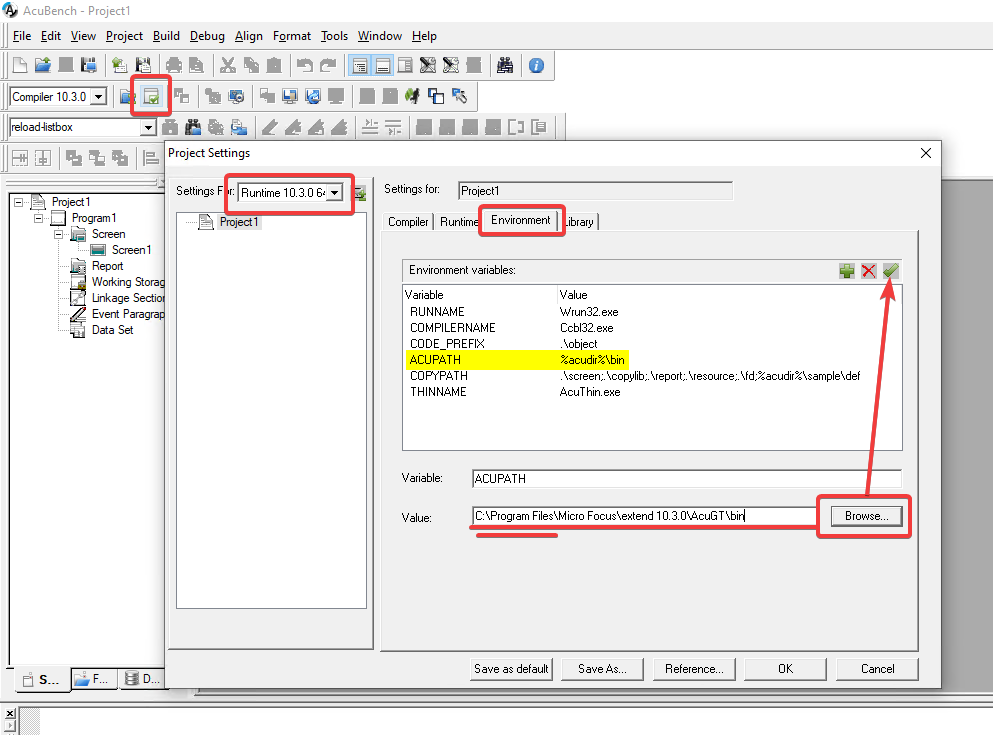 AcuBench - Project1
File Edit View Project Build Debug Align Format Tools Window Help
Compiler 10.3.0
reload-listbox
Project Settings
Settings For: Runtime 10.3.0 64
Settings for: Project1
Project1
Compiler Runtime Environment Library
Environment variables:
Variable Value
RUNNAME Wrun32.exe
COMPILERNAME Ccbl32.exe
CODE_PREFIX .\object
ACUPATH %acudir%\bin
COPYPATH .\screen;.\copylib;.\report;.\resource;.\fd;%acudir%\sample\def
THINNAME AcuThin.exe
Variable: ACUPATH
Value: C:\Program Files\Micro Focus\extend 10.3.0\AcuGT\bin
Browse...
Save as default Save As... Reference... OK Cancel
Project1
Program1
Screen
Screen1
Report
Working Storag
Linkage Section
Event Paragrap
Data Set
S... F... D...